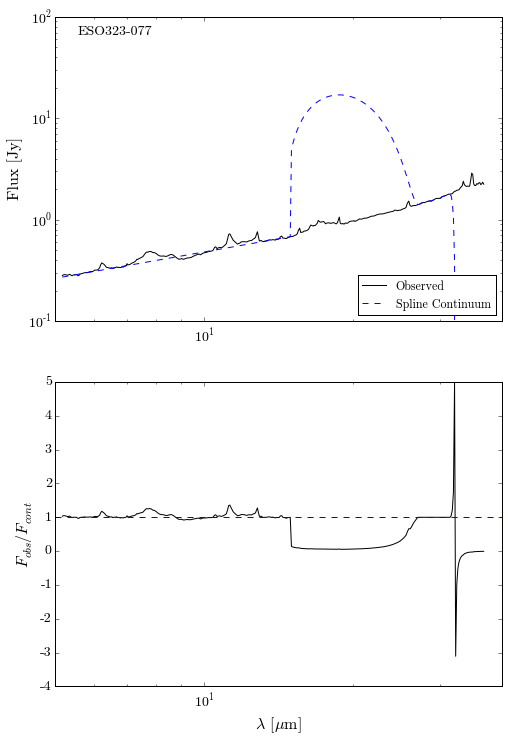 ESO323-077
10²
10¹
10⁰
10⁻¹
Flux [Jy]
Observed
Spline Continuum
10¹
5
4
3
2
1
0
-1
-2
-3
-4
F_obs/F_cont
10¹
λ [μm]